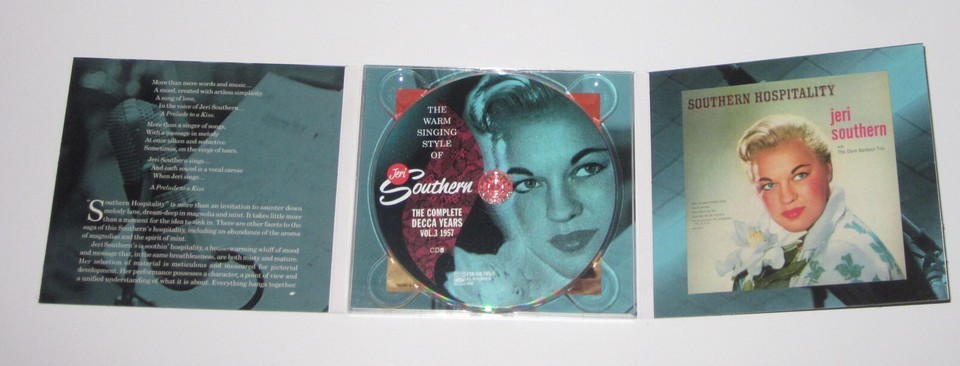 More than mere words and music...
A mood, created with artless simplicity
A song of love,
In the voice of Jeri Southern...
A Prelude to a Kiss.
More than a singer of songs,
With a message in melody
At once silken and seductive.
Sometimes, on the verge of tears.
Jeri Southern sings...
And each sound is a vocal caress
When Jeri sings...
A Prelude to a Kiss
"Southern Hospitality" is more than an invitation to saunter down
melody lane, dream-deep in magnolia and mint. It takes little more
than a moment for the idea to sink in. There are other facets to the
saga of this Southern's hospitality, including an abundance of the aroma
of magnolias and the spirit of mint.
Jeri Southern's is soothin' hospitality, a heart-warming whiff of mood
and message that, in the same breathlessness, are both misty and mature.
Her selection of material is meticulous and measured for pictorial
development. Her performance possesses a character, a point of view and
a unified understanding of what it is about. Everything hangs together
THE
WARM
SINGING
STYLE
OF
Jeri
Southern
THE COMPLETE
DECCA YEARS
VOL.3 1957
SOUTHERN HOSPITALITY
jeri
southern
with
The Dave Barbour Trio